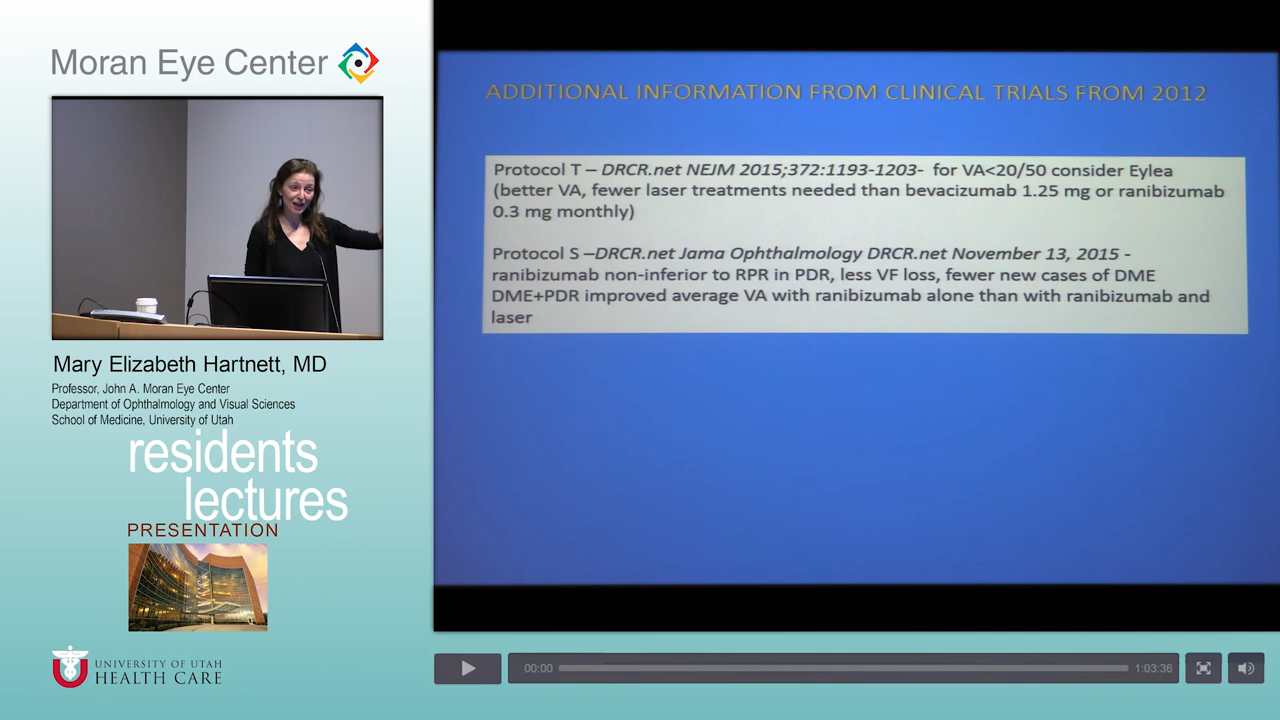 Moran Eye Center
Mary Elizabeth Hartnett, MD
Professor, John A. Moran Eye Center
Department of Ophthalmology and Visual Sciences
School of Medicine, University of Utah
residents
lectures
PRESENTATION
UNIVERSITY OF UTAH
HEALTH CARE
ADDITIONAL INFORMATION FROM CLINICAL TRIALS FROM 2012
Protocol T – DRCR.net NEJM 2015;372:1193-1203- for VA<20/50 consider Eylea
(better VA, fewer laser treatments needed than bevacizumab 1.25 mg or ranibizumab
0.3 mg monthly)
Protocol S –DRCR.net Jama Ophthalmology DRCR.net November 13, 2015 -
ranibizumab non-inferior to RPR in PDR, less VF loss, fewer new cases of DME
DME+PDR improved average VA with ranibizumab alone than with ranibizumab and
laser
00:00
1:03:36